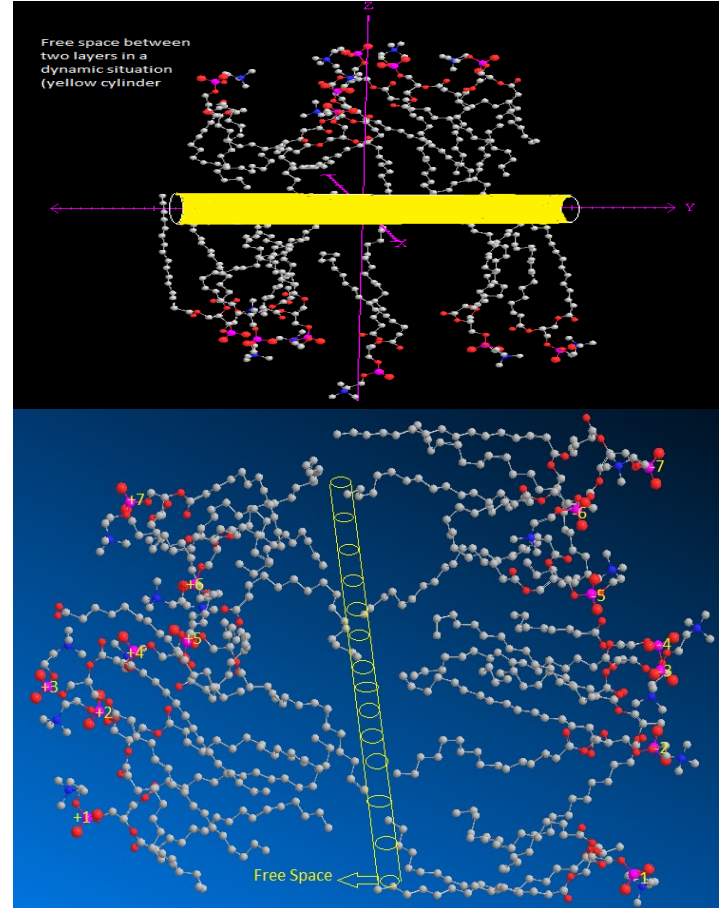 Z
Free space between
two layers in a
dynamic situation
(yellow cylinder
Y
X
-7
+7
-6
+6
-5
+5
-4
+4
-3
+3
+2
-2
+1
Free Space
-1